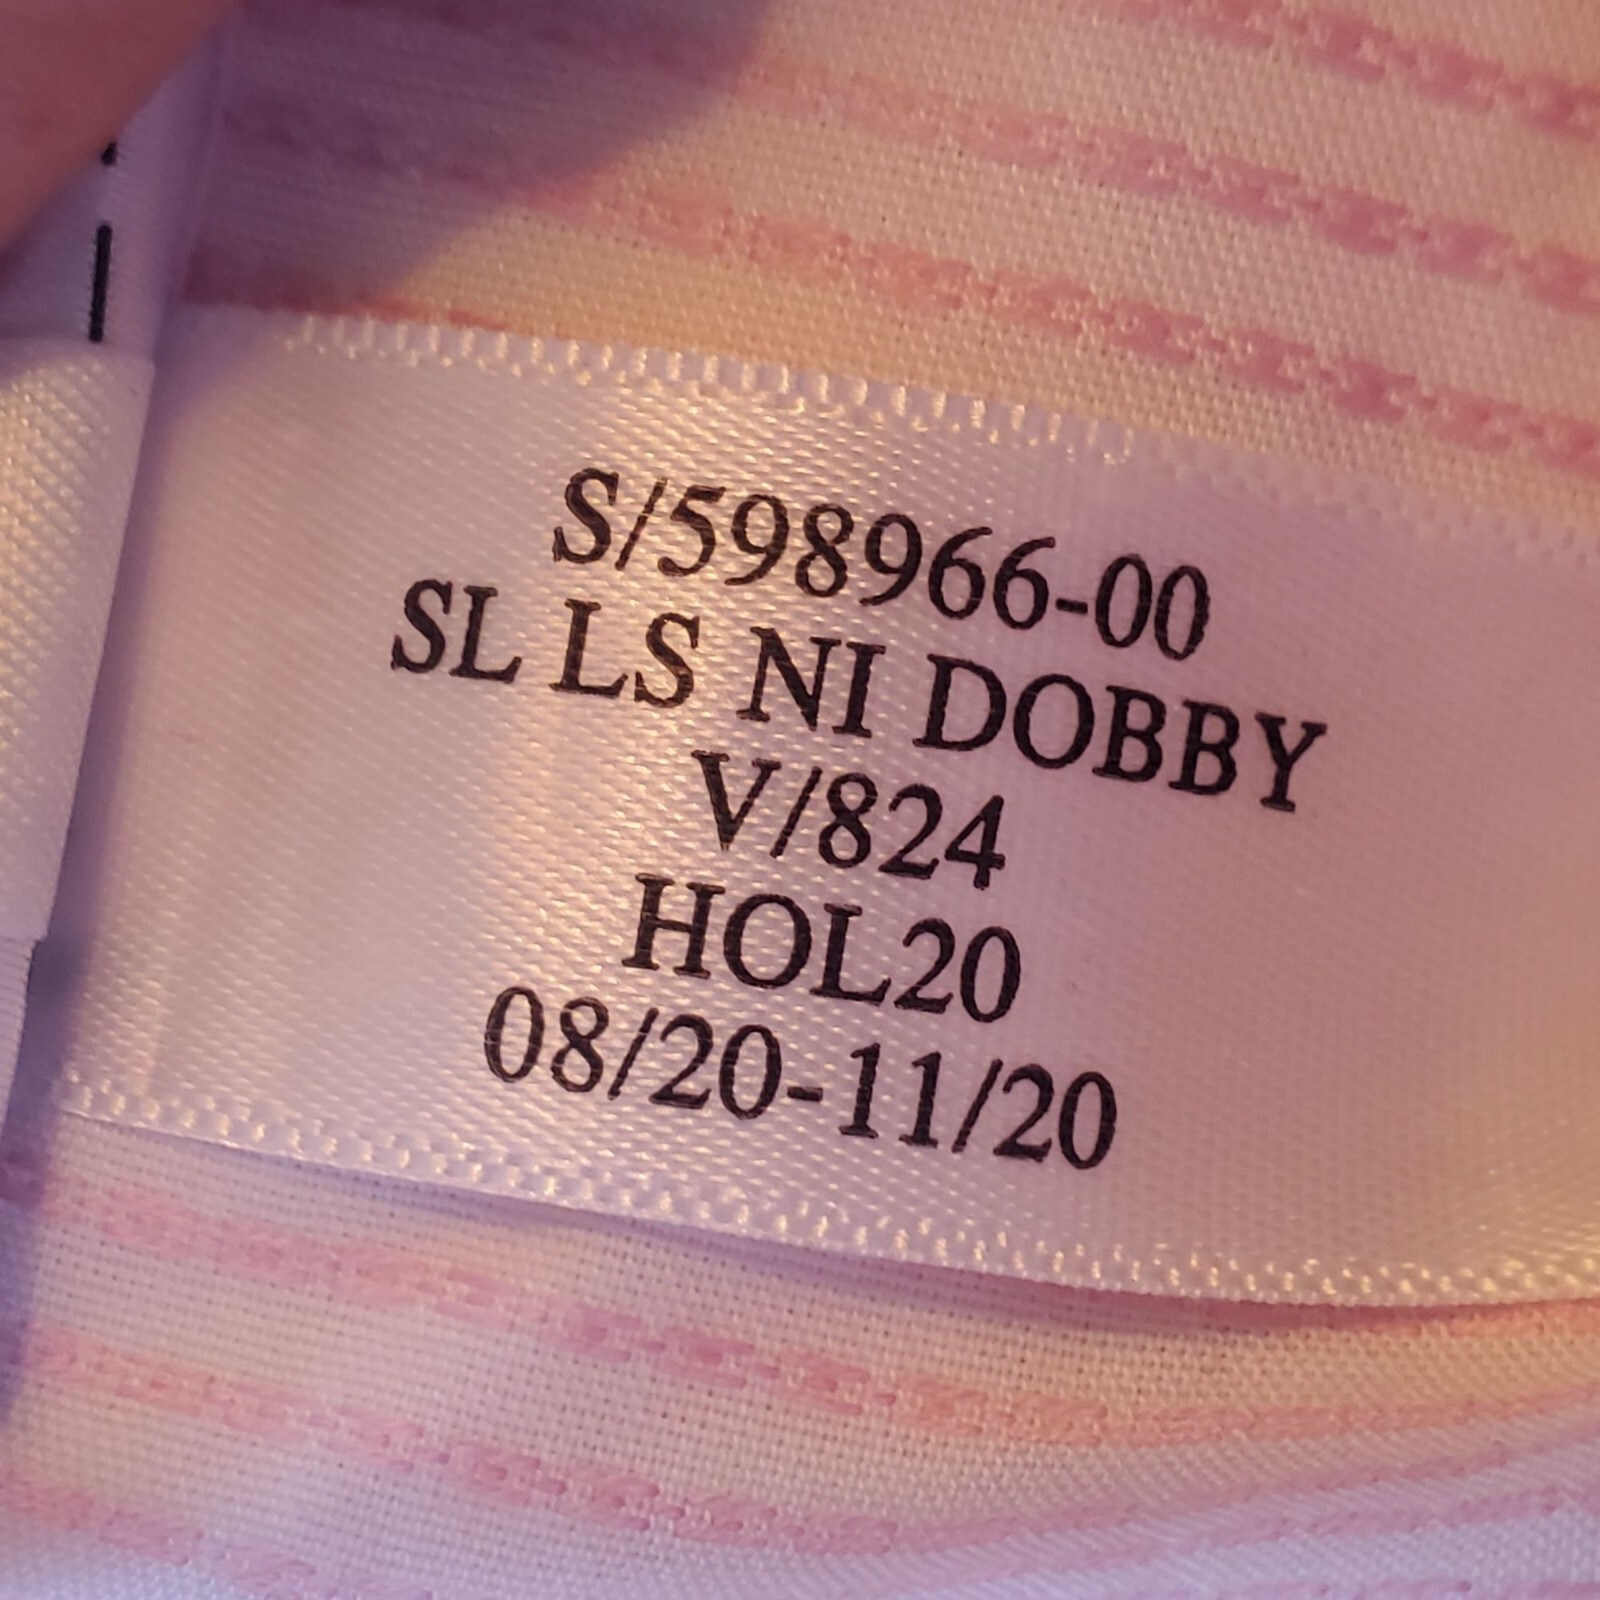 S/598966-00
SL LS NI DOBBY
V/824
HOL20
08/20-11/20